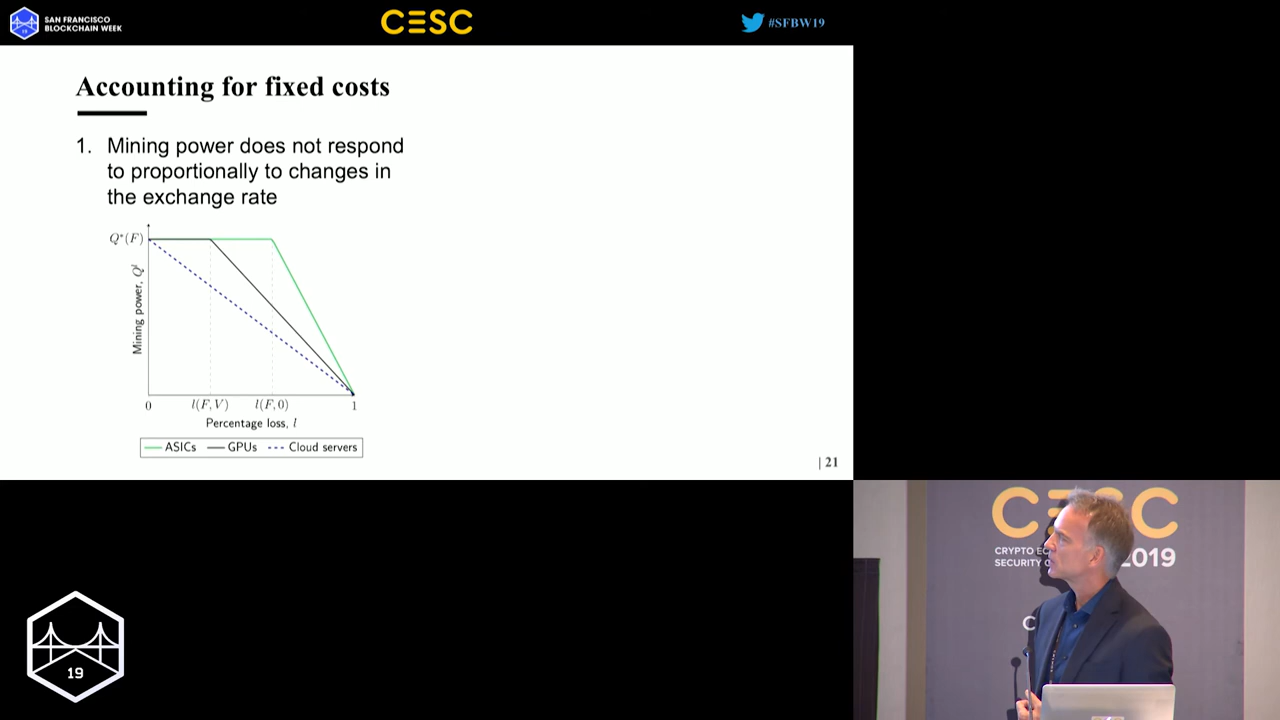 SAN FRANCISCO
BLOCKCHAIN WEEK
19
CESC
#SFBW19
Accounting for fixed costs
1. Mining power does not respond
to proportionally to changes in
the exchange rate
Q*(F)
Mining power, Q^l
0
l(F, V)
l(F, 0)
1
Percentage loss, l
ASICs
GPUs
Cloud servers
| 21
CESC
CRYPTO EC
SECURITY
2019
C
19